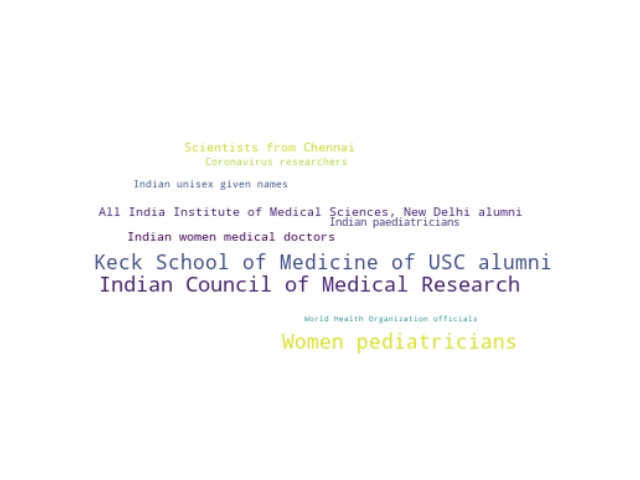 Scientists from Chennai
Coronavirus researchers
Indian unisex given names
All India Institute of Medical Sciences, New Delhi alumni
Indian paediatricians
Indian women medical doctors
Keck School of Medicine of USC alumni
Indian Council of Medical Research
World Health Organization officials
Women pediatricians